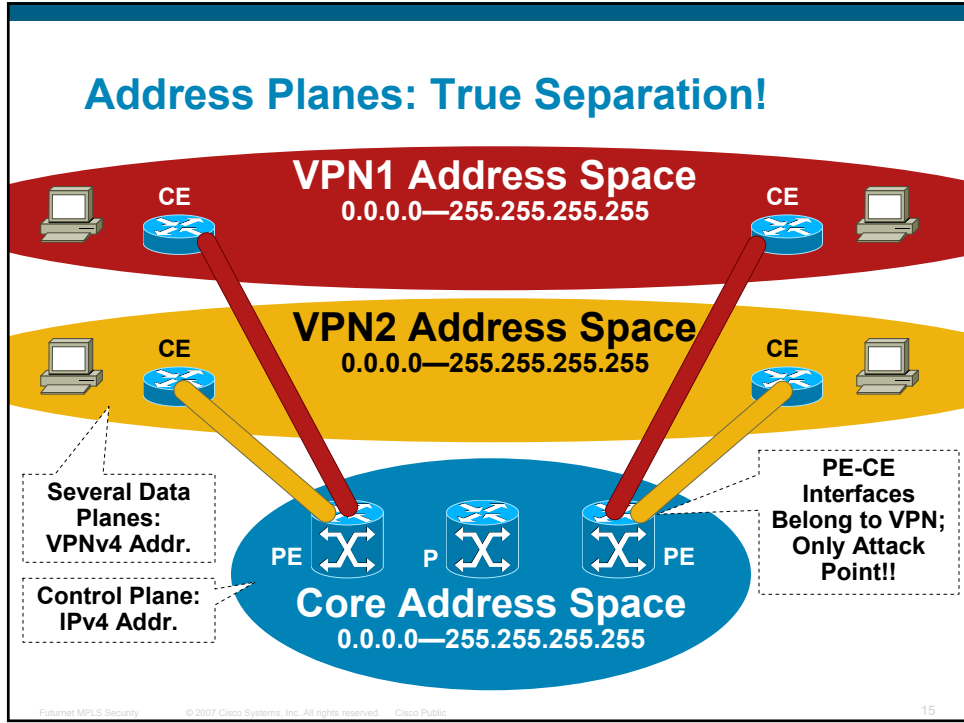 Address Planes: True Separation!
VPN1 Address Space
0.0.0.0—255.255.255.255
CE
CE
VPN2 Address Space
0.0.0.0—255.255.255.255
CE
CE
Several Data
Planes:
VPNv4 Addr.
PE-CE
Interfaces
Belong to VPN;
Only Attack
Point!!
PE
P
PE
Control Plane:
IPv4 Addr.
Core Address Space
0.0.0.0—255.255.255.255
Futurnet MPLS Security © 2007 Cisco Systems, Inc. All rights reserved. Cisco Public 15